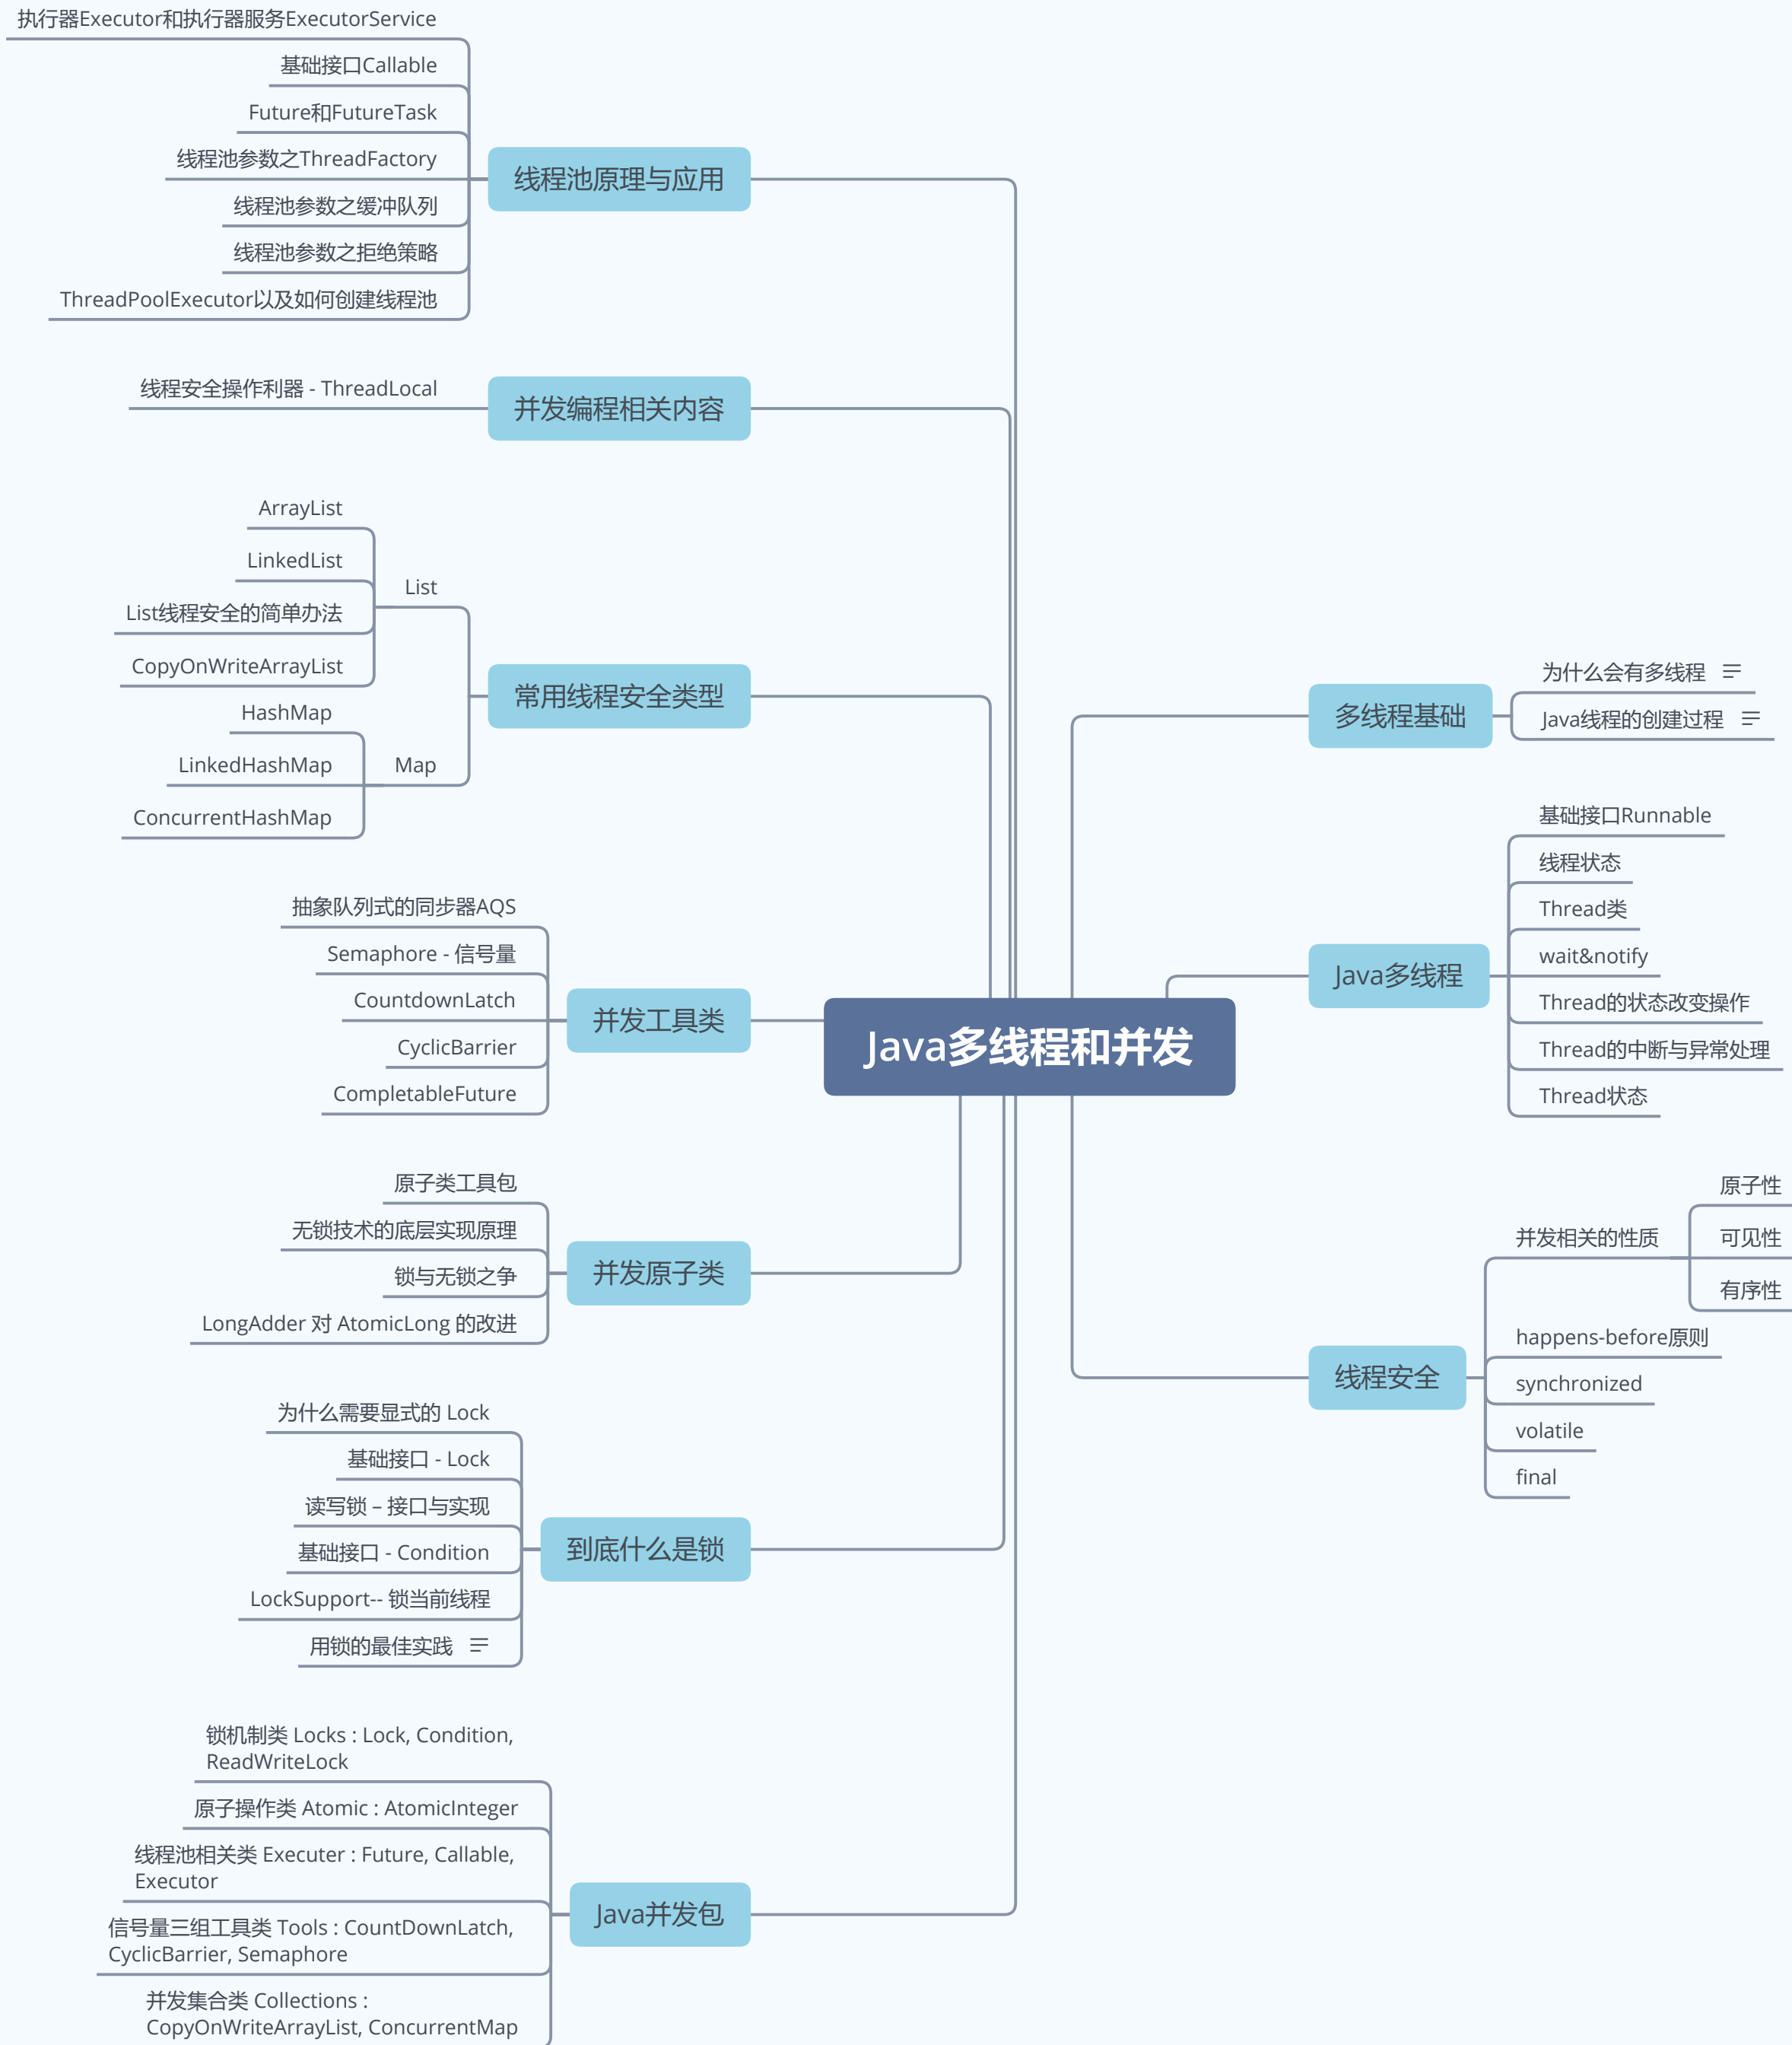 执行器Executor和执行器服务ExecutorService
基础接口Callable
Future和FutureTask
线程池参数之ThreadFactory
线程池参数之缓冲队列
线程池参数之拒绝策略
ThreadPoolExecutor以及如何创建线程池
线程池原理与应用
线程安全操作利器 - ThreadLocal
并发编程相关内容
ArrayList
LinkedList
List线程安全的简单办法
CopyOnWriteArrayList
List
HashMap
LinkedHashMap
ConcurrentHashMap
Map
常用线程安全类型
抽象队列式的同步器AQS
Semaphore - 信号量
CountdownLatch
CyclicBarrier
CompletableFuture
并发工具类
原子类工具包
无锁技术的底层实现原理
锁与无锁之争
LongAdder 对 AtomicLong 的改进
并发原子类
为什么需要显式的 Lock
基础接口 - Lock
读写锁 – 接口与实现
基础接口 - Condition
LockSupport-- 锁当前线程
用锁的最佳实践
到底什么是锁
锁机制类 Locks : Lock, Condition,
ReadWriteLock
原子操作类 Atomic : AtomicInteger
线程池相关类 Executer : Future, Callable,
Executor
信号量三组工具类 Tools : CountDownLatch,
CyclicBarrier, Semaphore
并发集合类 Collections :
CopyOnWriteArrayList, ConcurrentMap
Java并发包
Java多线程和并发
多线程基础
为什么会有多线程
Java线程的创建过程
Java多线程
基础接口Runnable
线程状态
Thread类
wait&notify
Thread的状态改变操作
Thread的中断与异常处理
Thread状态
线程安全
并发相关的性质
原子性
可见性
有序性
happens-before原则
synchronized
volatile
final